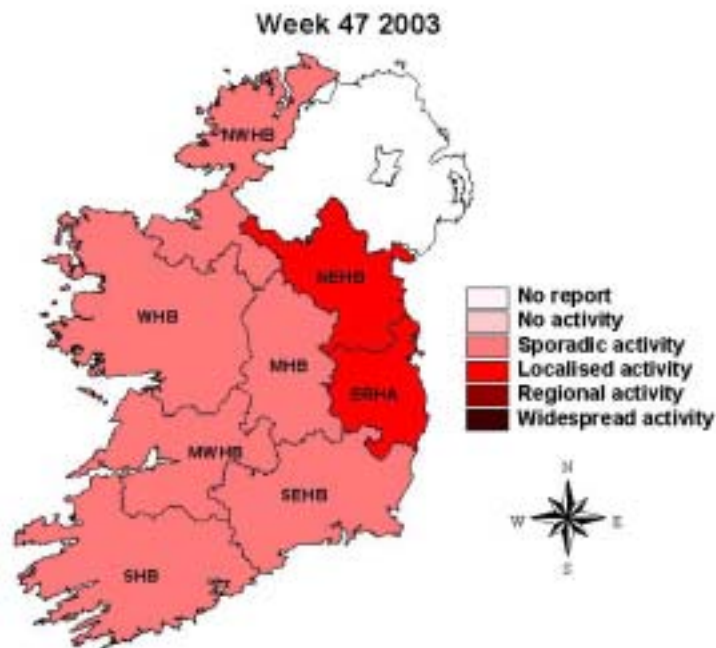 Week 47 2003
NWHB
NEHB
WHB
MHB
ERHA
MWHB
SEHB
SHB
No report
No activity
Sporadic activity
Localised activity
Regional activity
Widespread activity
N
W E
S